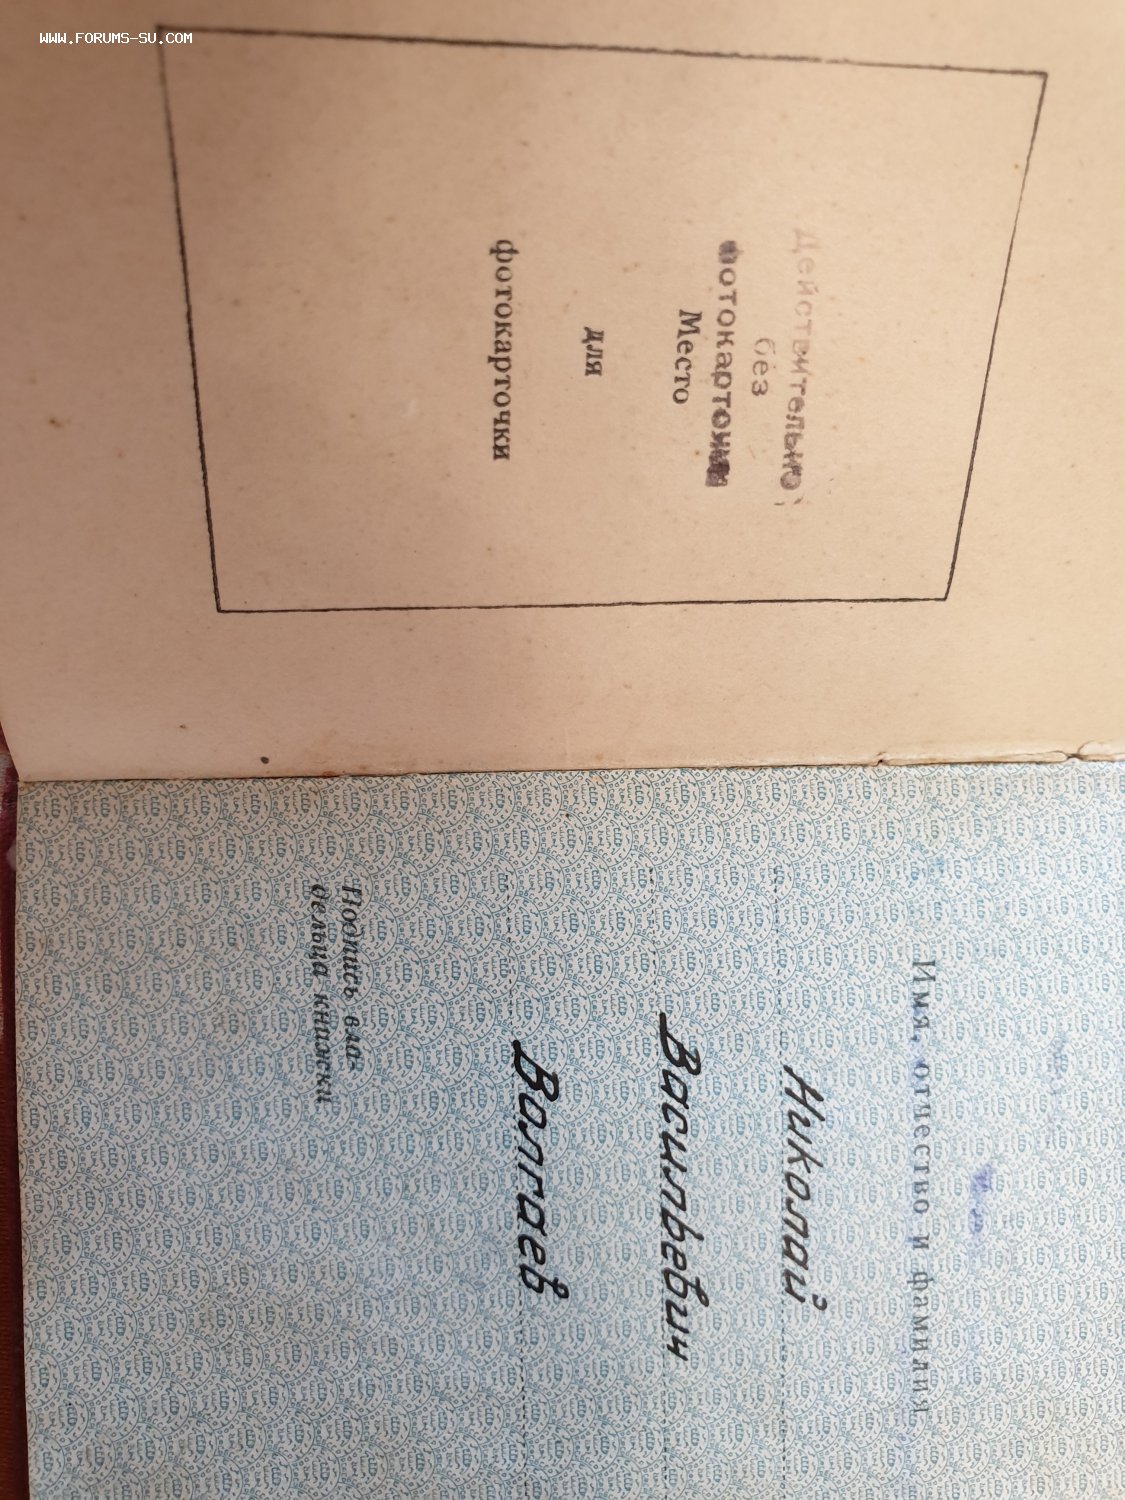 WWW.FORUMS-SU.COM
Действительно
без
фотокарточки
Место
для
фотокарточки
Имя, отчество и фамилия
Николай
Васильевич
Волгаев
Подпись вла-
дельца книжки